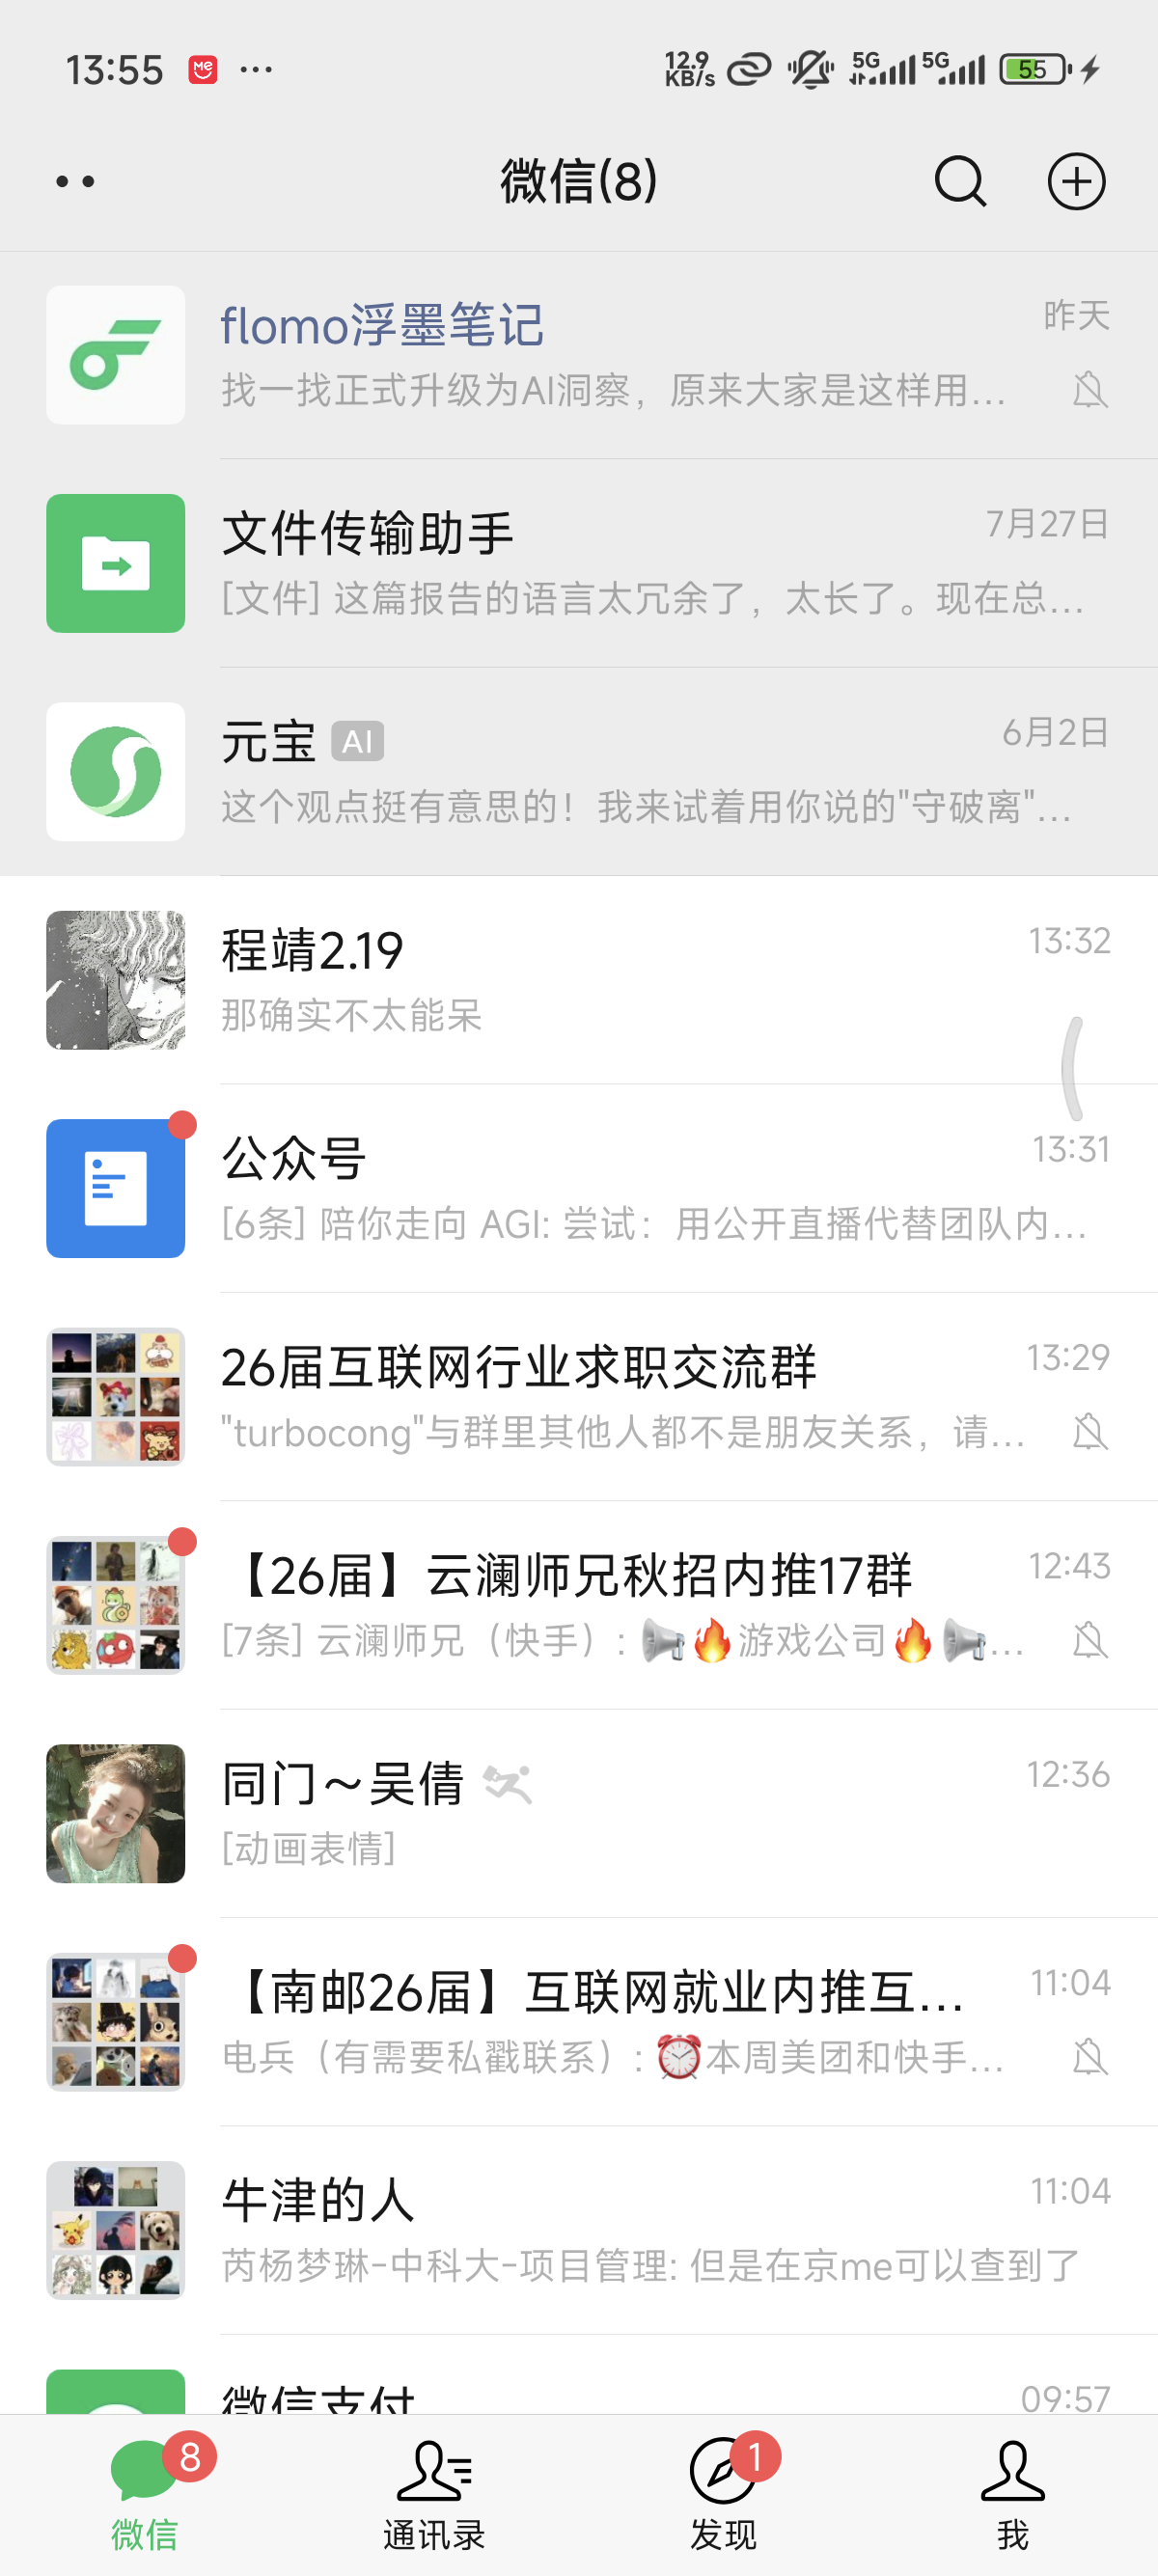 13:55
12.9
KB/s
5G
5G
55
微信(8)
flomo浮墨笔记
昨天
找一找正式升级为AI洞察，原来大家是这样用...
文件传输助手
7月27日
[文件] 这篇报告的语言太冗余了，太长了。现在总...
元宝 AI
6月2日
这个观点挺有意思的！我来试着用你说的"守破离"...
程靖2.19
13:32
那确实不太能呆
公众号
13:31
[6条] 陪你走向 AGI: 尝试：用公开直播代替团队内...
26届互联网行业求职交流群
13:29
"turbocong"与群里其他人都不是朋友关系，请...
【26届】云澜师兄秋招内推17群
12:43
[7条] 云澜师兄（快手）: 📢🔥游戏公司🔥📢...
同门～吴倩
12:36
[动画表情]
【南邮26届】互联网就业内推互...
11:04
电兵（有需要私戳联系）: ⏰本周美团和快手...
牛津的人
11:04
芮杨梦琳-中科大-项目管理: 但是在京me可以查到了
微信支付
09:57
8
1
微信
通讯录
发现
我